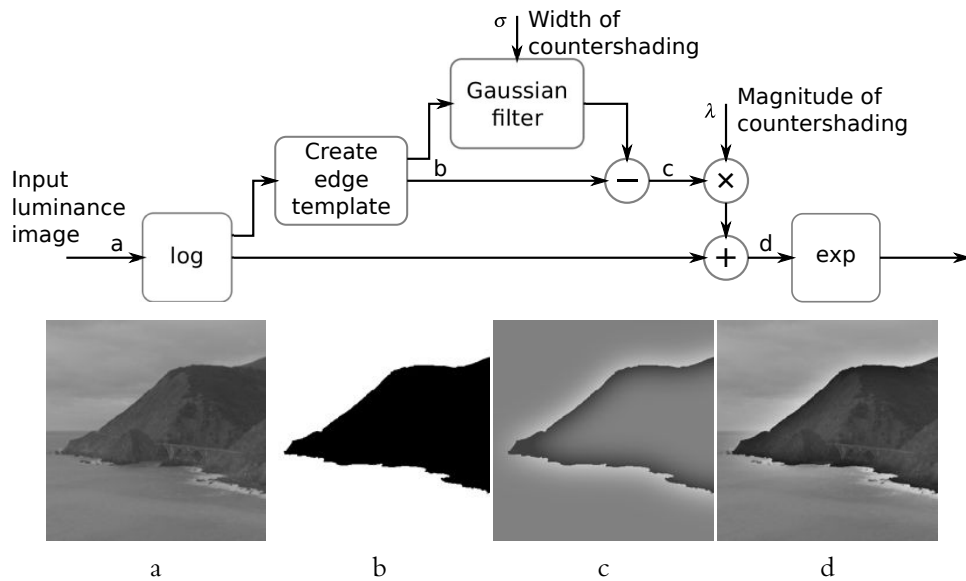 σ
Width of
countershading
Gaussian
filter
λ
Magnitude of
countershading
Create
edge
template
b
−
c
×
Input
luminance
image
a
log
+
d
exp
a
b
c
d